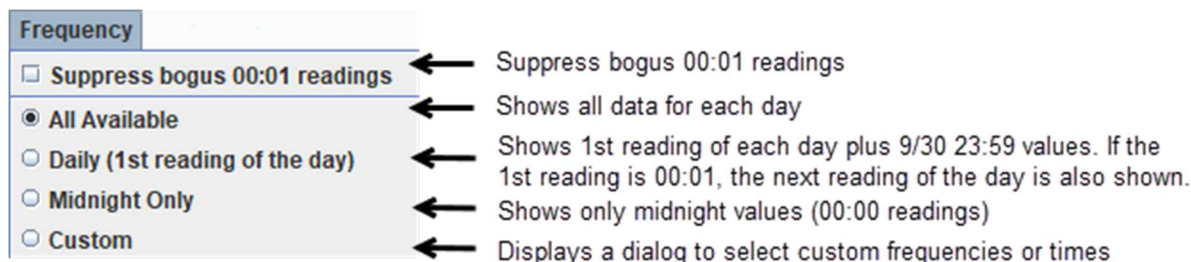 Frequency
Suppress bogus 00:01 readings
All Available
Daily (1st reading of the day)
Midnight Only
Custom
Suppress bogus 00:01 readings
Shows all data for each day
Shows 1st reading of each day plus 9/30 23:59 values. If the
1st reading is 00:01, the next reading of the day is also shown.
Shows only midnight values (00:00 readings)
Displays a dialog to select custom frequencies or times